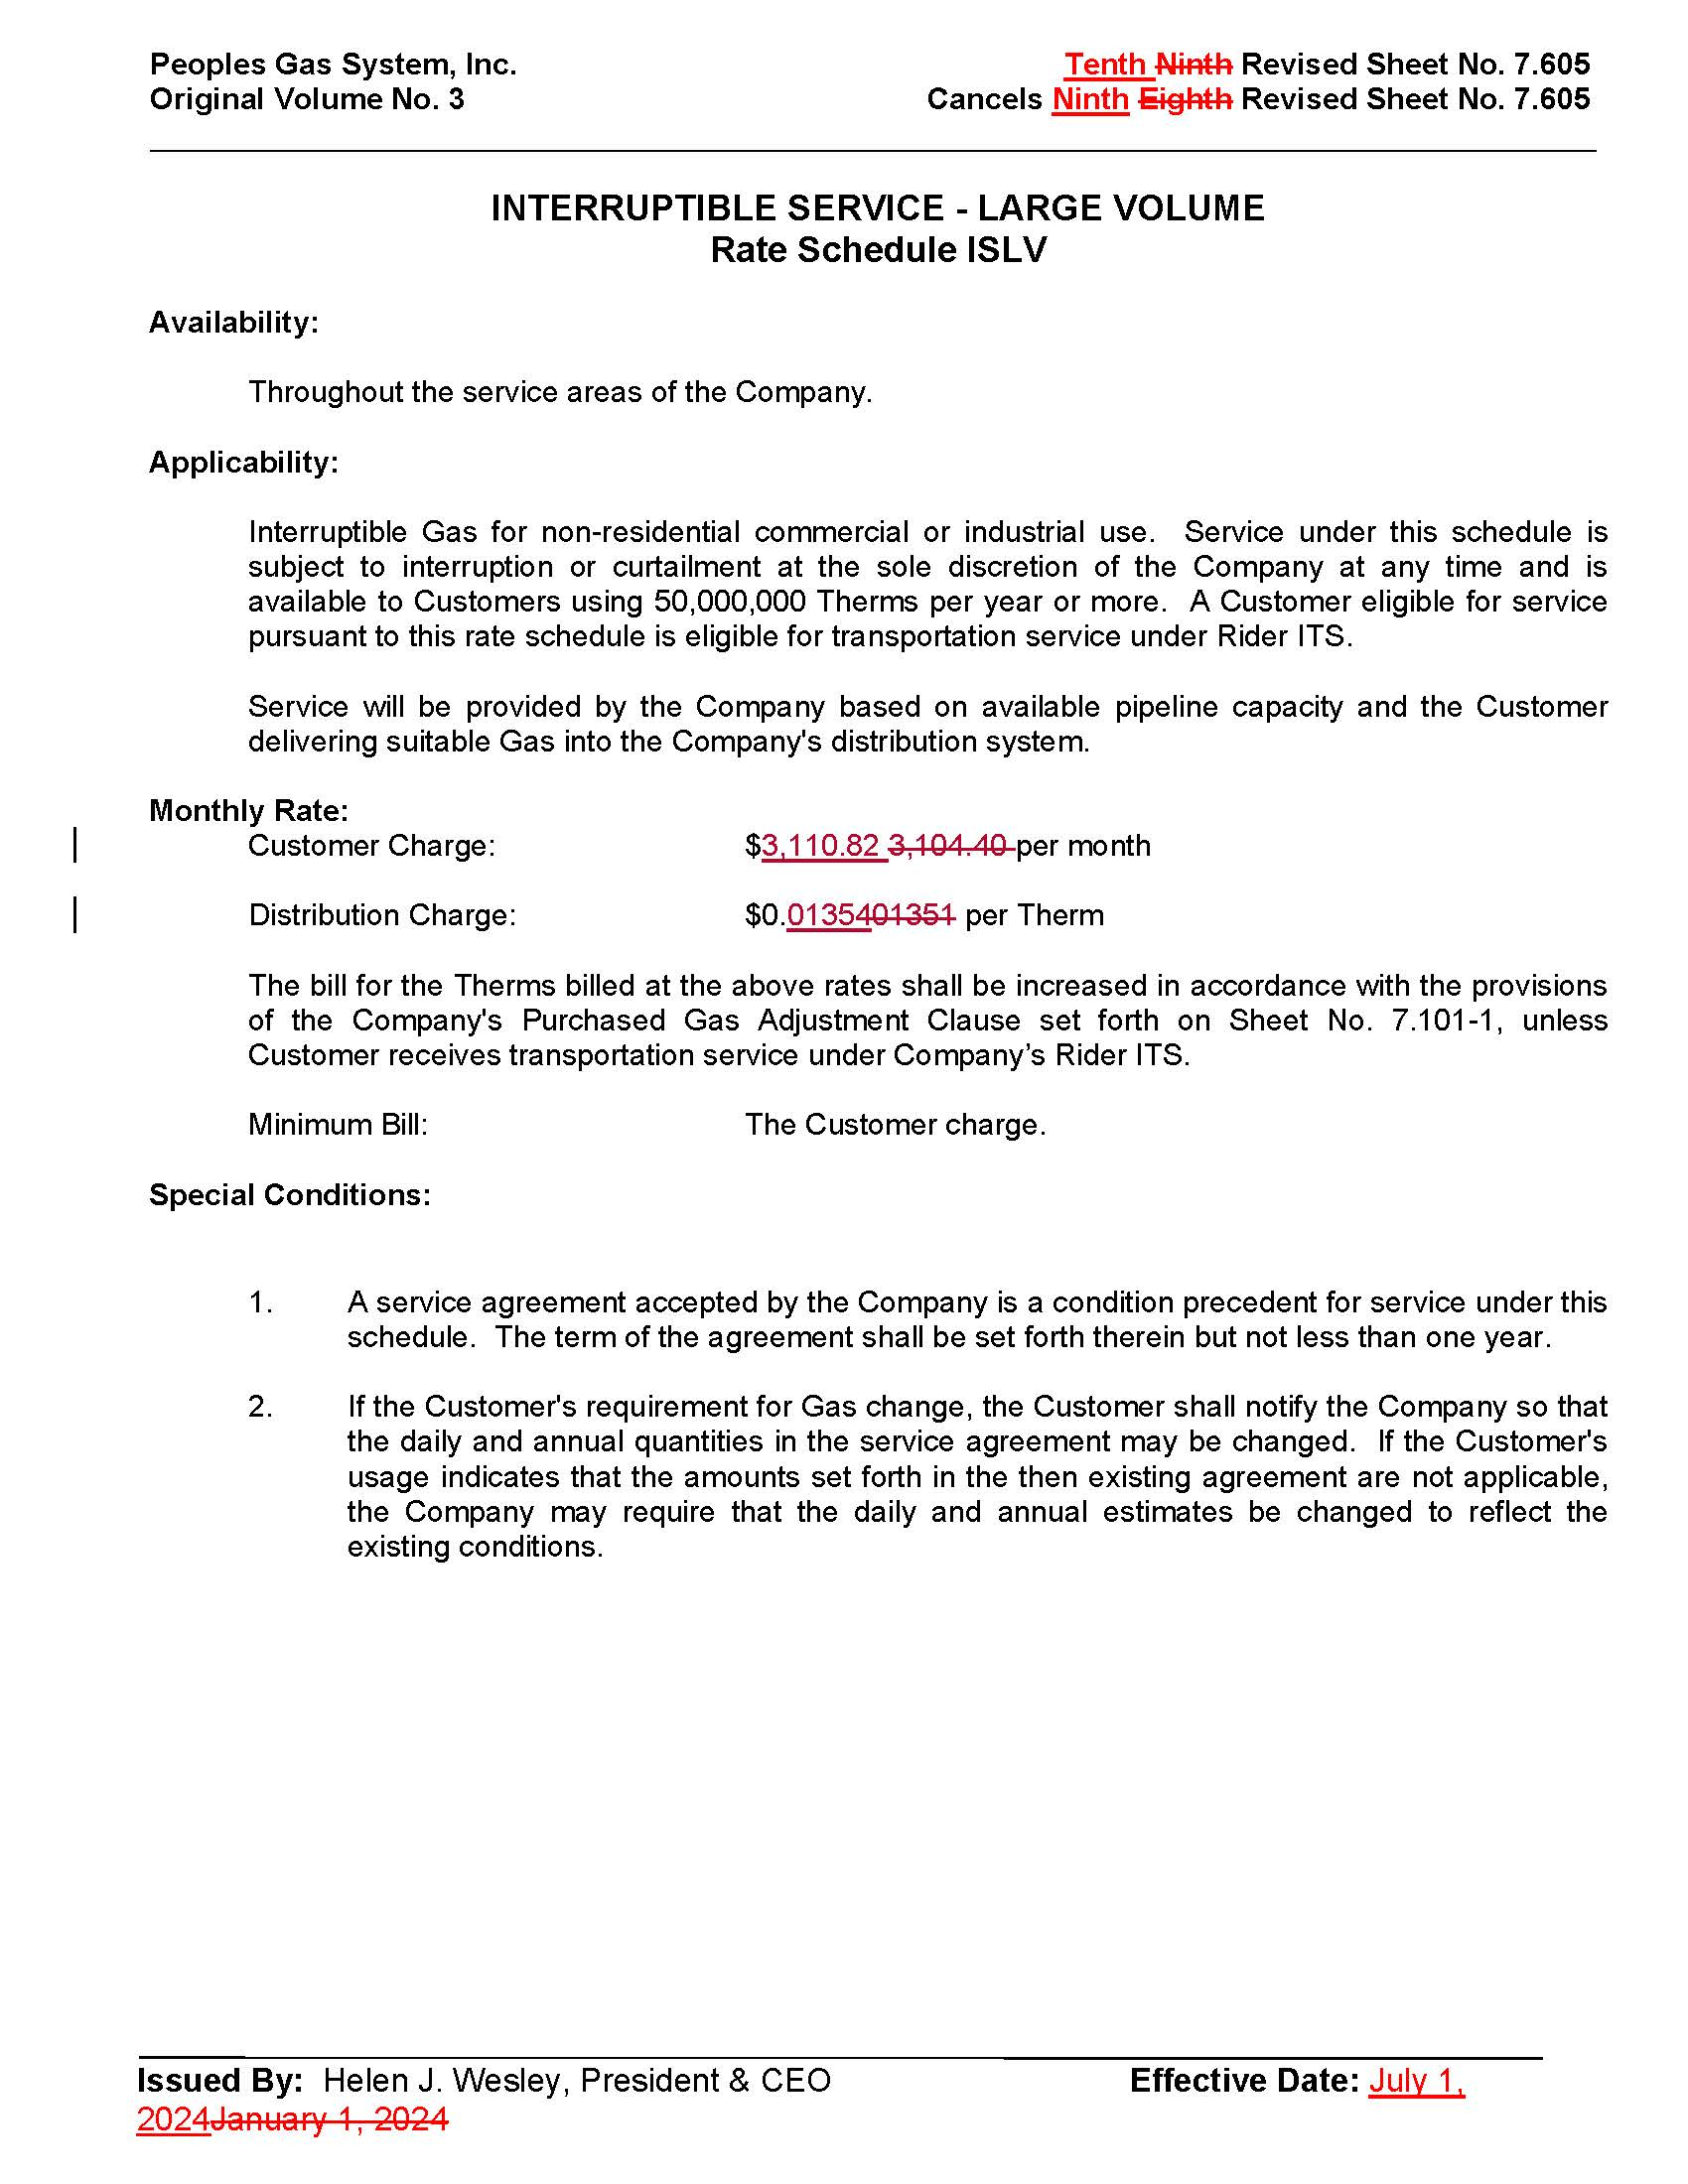 Peoples Gas System, Inc. Tenth Ninth Revised Sheet No. 7.605
Original Volume No. 3 Cancels Ninth Eighth Revised Sheet No. 7.605
INTERRUPTIBLE SERVICE - LARGE VOLUME
Rate Schedule ISLV
Availability:
Throughout the service areas of the Company.
Applicability:
Interruptible Gas for non-residential commercial or industrial use. Service under this schedule is
subject to interruption or curtailment at the sole discretion of the Company at any time and is
available to Customers using 50,000,000 Therms per year or more. A Customer eligible for service
pursuant to this rate schedule is eligible for transportation service under Rider ITS.
Service will be provided by the Company based on available pipeline capacity and the Customer
delivering suitable Gas into the Company's distribution system.
Monthly Rate:
Customer Charge: $3,110.82 3,104.40 per month
Distribution Charge: $0.0135401351 per Therm
The bill for the Therms billed at the above rates shall be increased in accordance with the provisions
of the Company's Purchased Gas Adjustment Clause set forth on Sheet No. 7.101-1, unless
Customer receives transportation service under Company’s Rider ITS.
Minimum Bill: The Customer charge.
Special Conditions:
1. A service agreement accepted by the Company is a condition precedent for service under this
schedule. The term of the agreement shall be set forth therein but not less than one year.
2. If the Customer's requirement for Gas change, the Customer shall notify the Company so that
the daily and annual quantities in the service agreement may be changed. If the Customer's
usage indicates that the amounts set forth in the then existing agreement are not applicable,
the Company may require that the daily and annual estimates be changed to reflect the
existing conditions.
Issued By: Helen J. Wesley, President & CEO Effective Date: July 1,
2024January 1, 2024